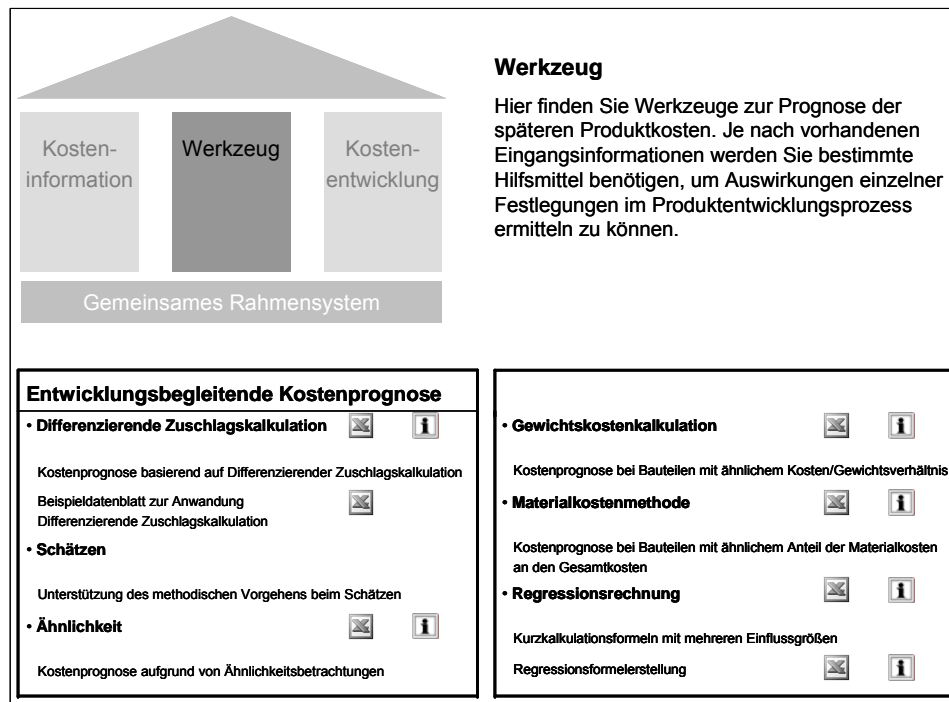 Kosten-
information
Werkzeug
Kosten-
entwicklung
Gemeinsames Rahmensystem
Werkzeug
Hier finden Sie Werkzeuge zur Prognose der
späteren Produktkosten. Je nach vorhandenen
Eingangsinformationen werden Sie bestimmte
Hilfsmittel benötigen, um Auswirkungen einzelner
Festlegungen im Produktentwicklungsprozess
ermitteln zu können.
Entwicklungsbegleitende Kostenprognose
• Differenzierende Zuschlagskalkulation
Kostenprognose basierend auf Differenzierender Zuschlagskalkulation
Beispieldatenblatt zur Anwandung
Differenzierende Zuschlagskalkulation
• Schätzen
Unterstützung des methodischen Vorgehens beim Schätzen
• Ähnlichkeit
Kostenprognose aufgrund von Ähnlichkeitsbetrachtungen
• Gewichtskostenkalkulation
Kostenprognose bei Bauteilen mit ähnlichem Kosten/Gewichtsverhältnis
• Materialkostenmethode
Kostenprognose bei Bauteilen mit ähnlichem Anteil der Materialkosten
an den Gesamtkosten
• Regressionsrechnung
Kurzkalkulationsformeln mit mehreren Einflussgrößen
Regressionsformelerstellung